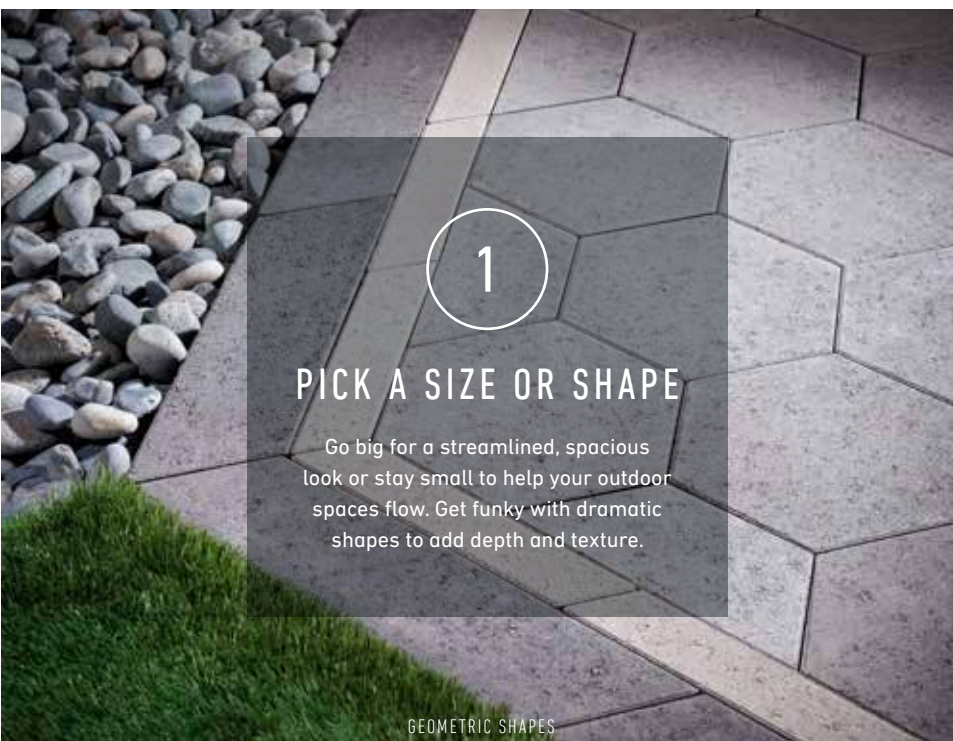 1
PICK A SIZE OR SHAPE
Go big for a streamlined, spacious
look or stay small to help your outdoor
spaces flow. Get funky with dramatic
shapes to add depth and texture.
GEOMETRIC SHAPES